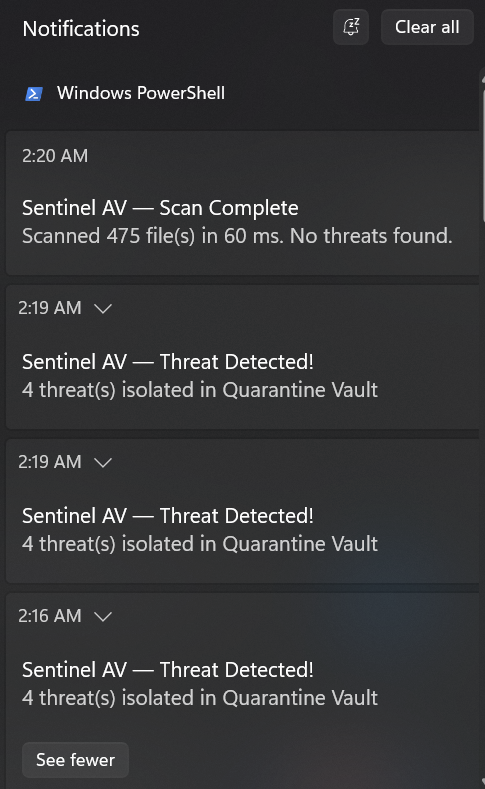 Notifications
Clear all
Windows PowerShell
2:20 AM
Sentinel AV — Scan Complete
Scanned 475 file(s) in 60 ms. No threats found.
2:19 AM
Sentinel AV — Threat Detected!
4 threat(s) isolated in Quarantine Vault
2:19 AM
Sentinel AV — Threat Detected!
4 threat(s) isolated in Quarantine Vault
2:16 AM
Sentinel AV — Threat Detected!
4 threat(s) isolated in Quarantine Vault
See fewer